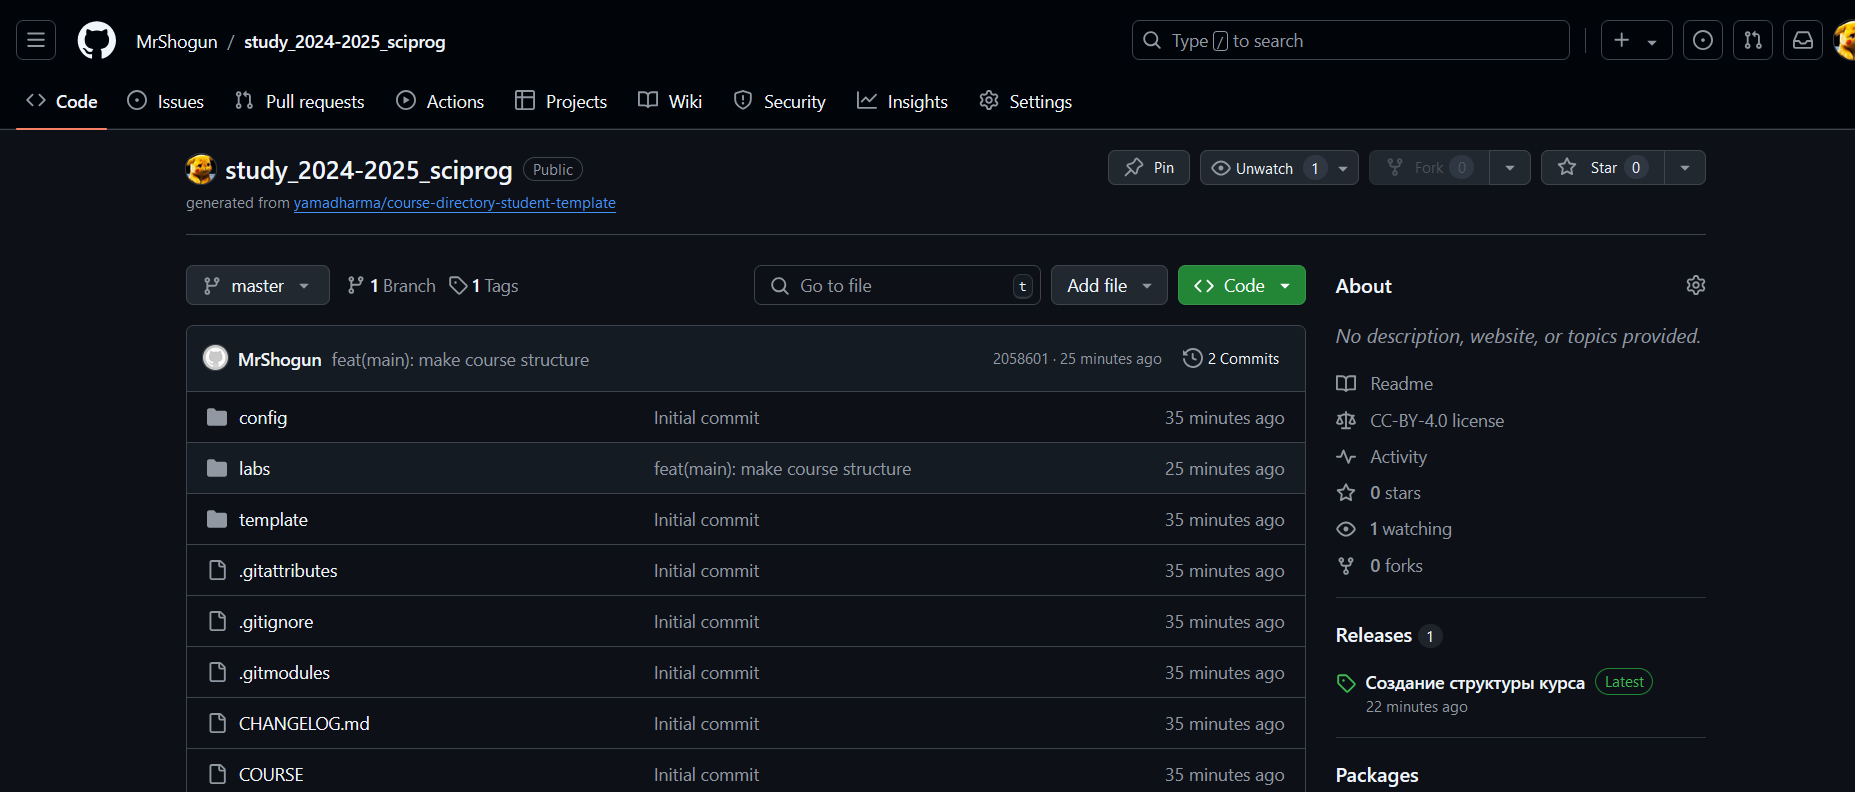 MrShogun / study_2024-2025_sciprog
Type / to search
Code Issues Pull requests Actions Projects Wiki Security Insights Settings
study_2024-2025_sciprog Public
Pin Unwatch 1 Fork 0 Star 0
generated from yamadharma/course-directory-student-template
master 1 Branch 1 Tags
Go to file t Add file Code
MrShogun feat(main): make course structure 2058601 · 25 minutes ago 2 Commits
config Initial commit 35 minutes ago
labs feat(main): make course structure 25 minutes ago
template Initial commit 35 minutes ago
.gitattributes Initial commit 35 minutes ago
.gitignore Initial commit 35 minutes ago
.gitmodules Initial commit 35 minutes ago
CHANGELOG.md Initial commit 35 minutes ago
COURSE Initial commit 35 minutes ago
About
No description, website, or topics provided.
Readme
CC-BY-4.0 license
Activity
0 stars
1 watching
0 forks
Releases 1
Создание структуры курса Latest
22 minutes ago
Packages